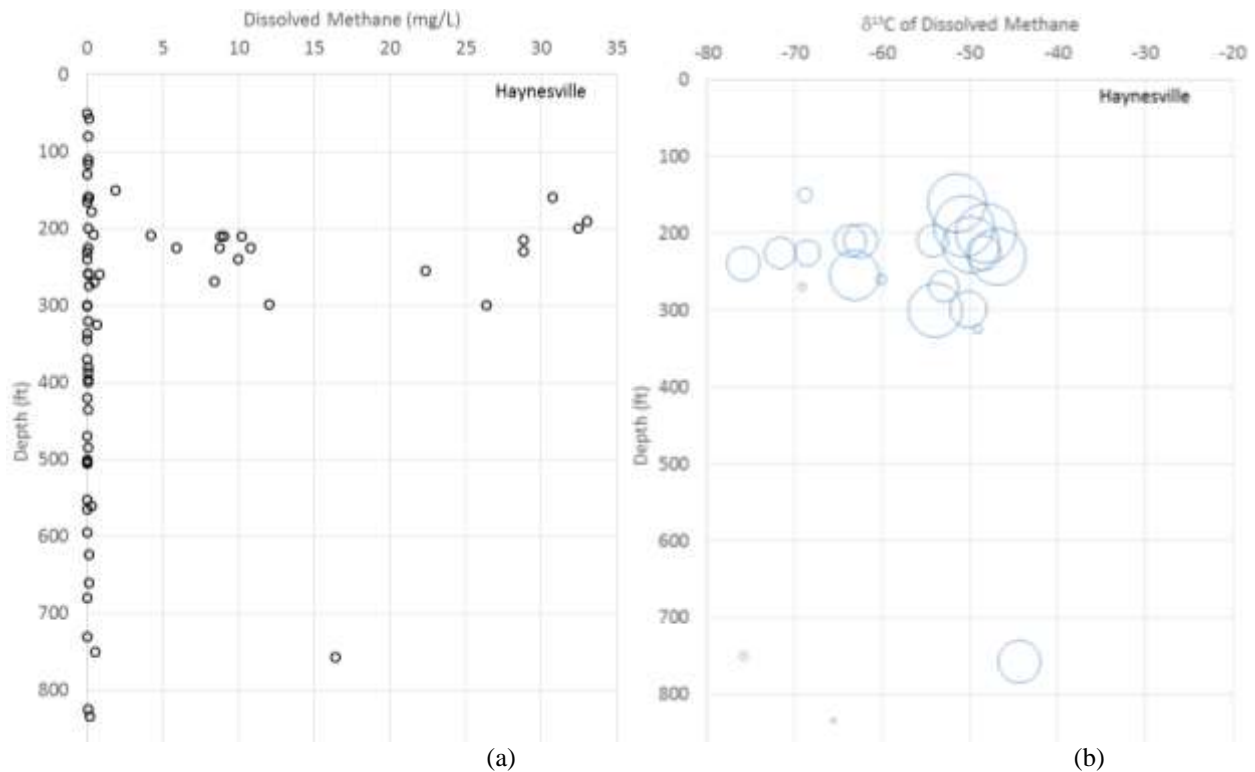 Dissolved Methane (mg/L)
0 5 10 15 20 25 30 35
0
100
200
300
400
500
600
700
800
Depth (ft)
Haynesville
(a)
δ¹³C of Dissolved Methane
-80 -70 -60 -50 -40 -30 -20
0
100
200
300
400
500
600
700
800
Depth (ft)
Haynesville
(b)